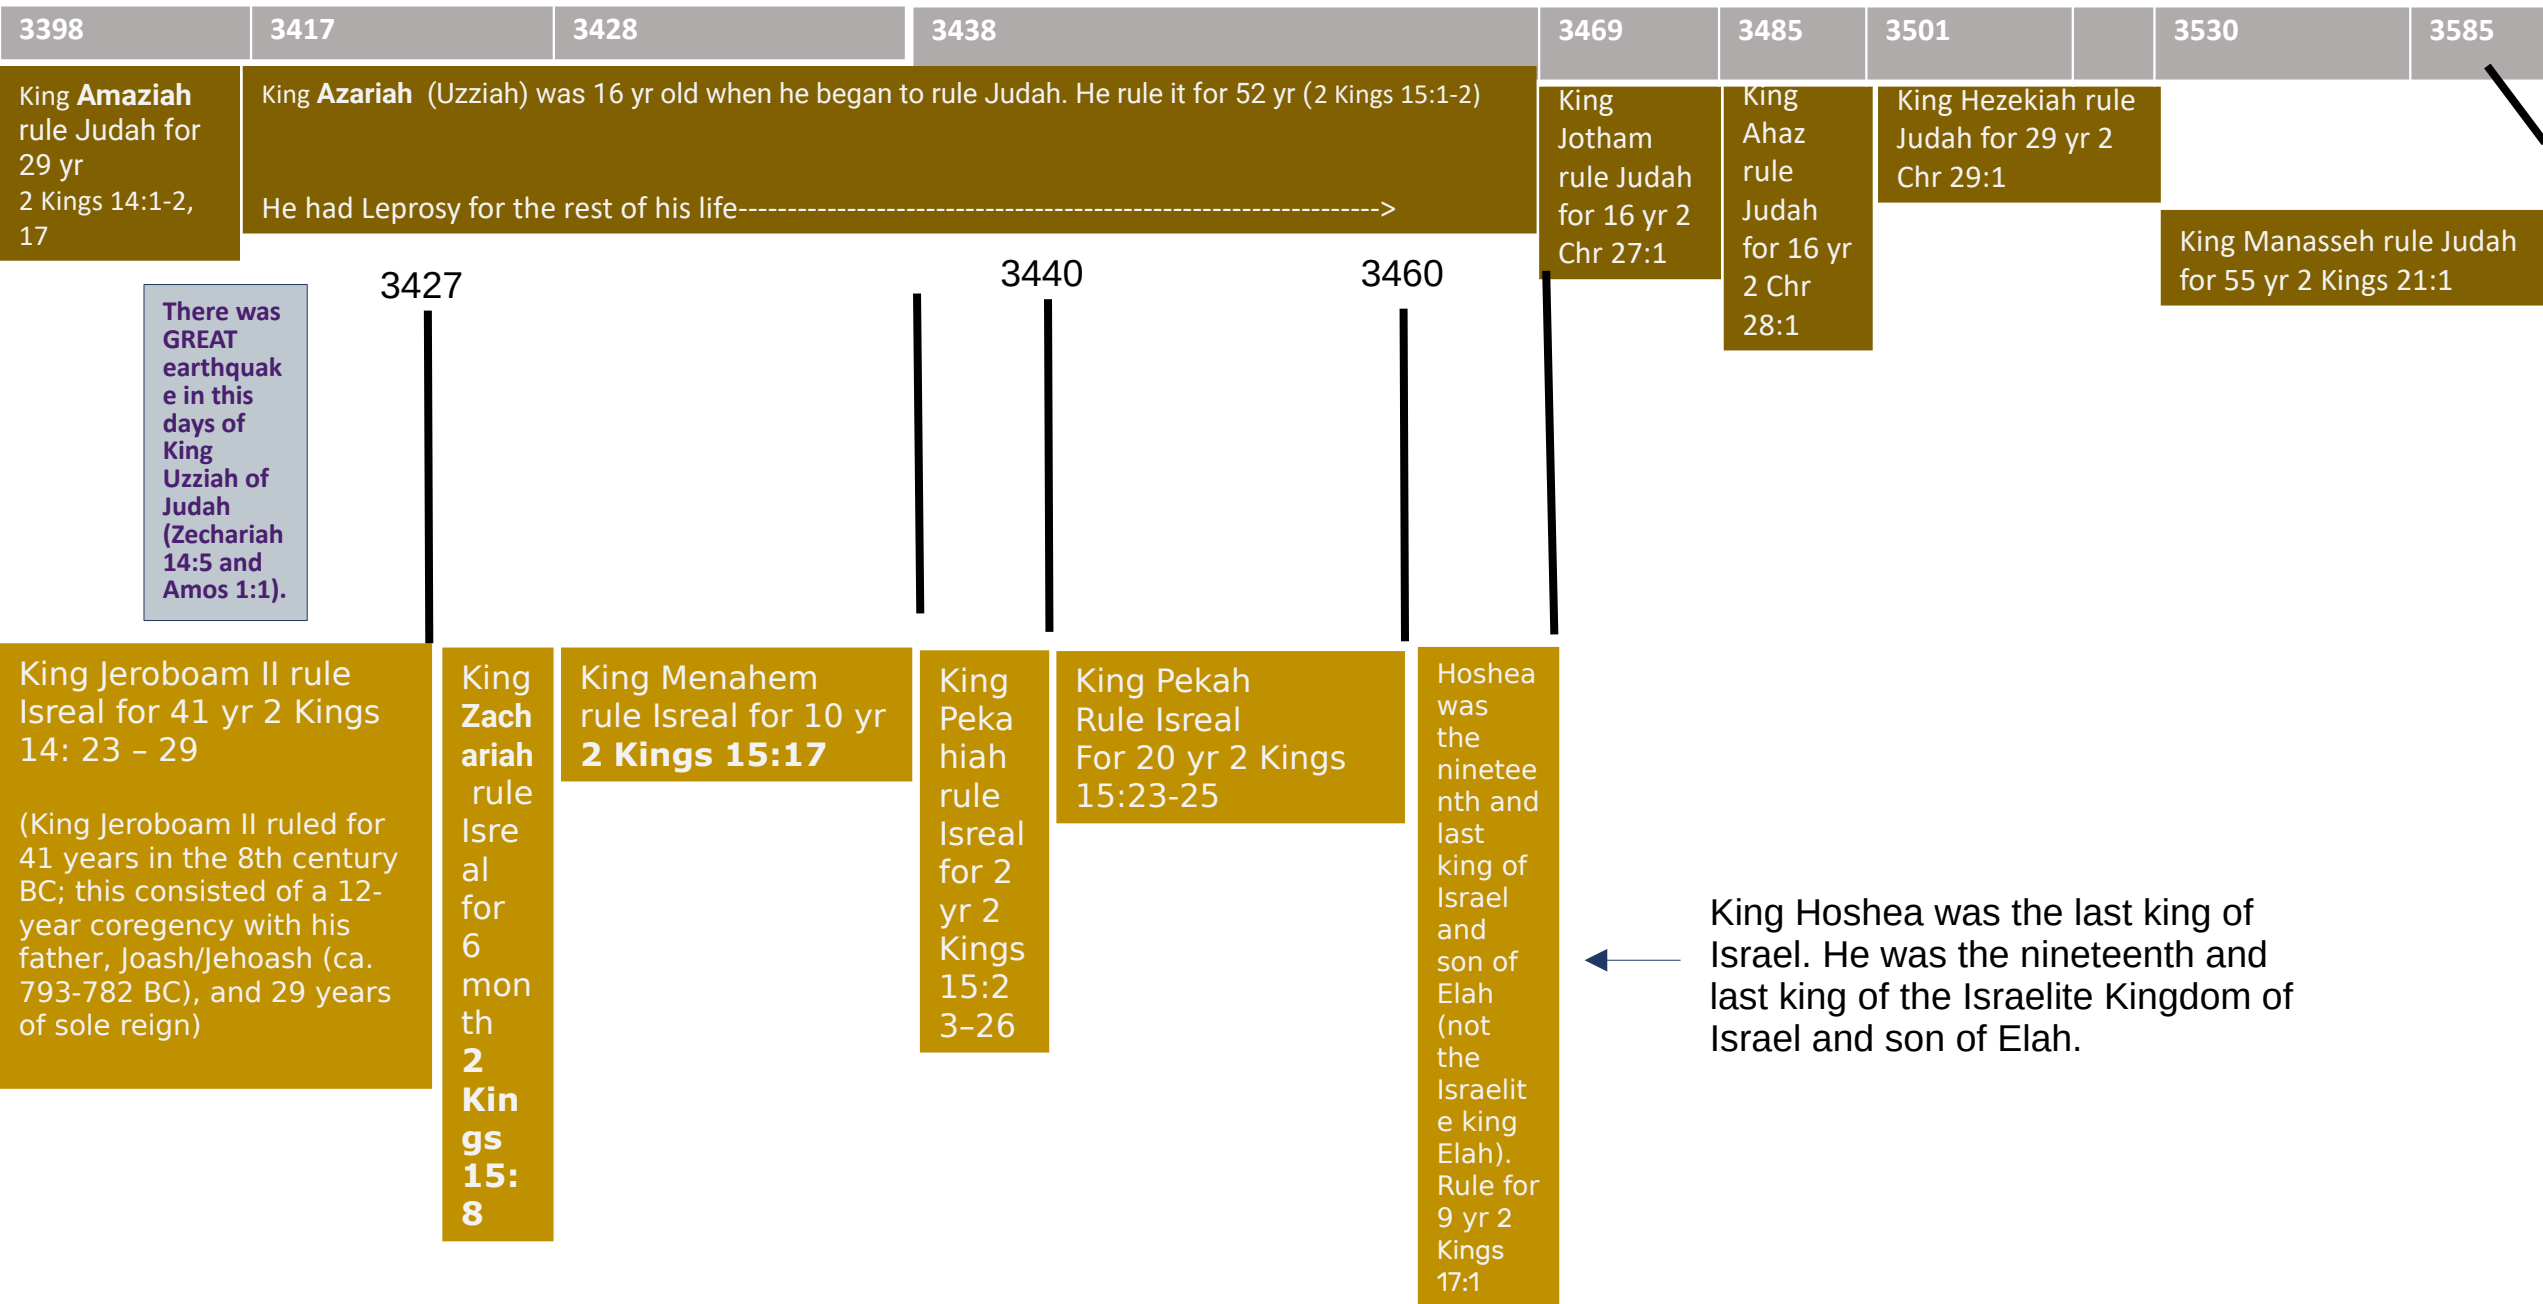 3398
3417
3428
3438
3469
3485
3501
3530
3585
King Amaziah
rule Judah for
29 yr
2 Kings 14:1-2,
17
King Azariah  (Uzziah) was 16 yr old when he began to rule Judah. He rule it for 52 yr (2 Kings 15:1-2)
He had Leprosy for the rest of his life----------------------------------------------------------------->
King
Jotham
rule Judah
for 16 yr 2
Chr 27:1
King
Ahaz
rule
Judah
for 16 yr
2 Chr
28:1
King Hezekiah rule
Judah for 29 yr 2
Chr 29:1
King Manasseh rule Judah
for 55 yr 2 Kings 21:1
3427
3440
3460
There was
GREAT
earthquak
e in this
days of
King
Uzziah of
Judah
(Zechariah
14:5 and
Amos 1:1).
King Jeroboam II rule
Isreal for 41 yr 2 Kings
14: 23 – 29
(King Jeroboam II ruled for
41 years in the 8th century
BC; this consisted of a 12-
year coregency with his
father, Joash/Jehoash (ca.
793-782 BC), and 29 years
of sole reign)
King
Zach
ariah
rule
Isre
al
for
6
mon
th
2
Kin
gs
15:
8
King Menahem
rule Isreal for 10 yr
2 Kings 15:17
King
Peka
hiah
rule
Isreal
for 2
yr 2
Kings
15:2
3–26
King Pekah
Rule Isreal
For 20 yr 2 Kings
15:23-25
Hoshea
was
the
ninetee
nth and
last
king of
Israel
and
son of
Elah
(not
the
Israelit
e king
Elah).
Rule for
9 yr 2
Kings
17:1
King Hoshea was the last king of
Israel. He was the nineteenth and
last king of the Israelite Kingdom of
Israel and son of Elah.